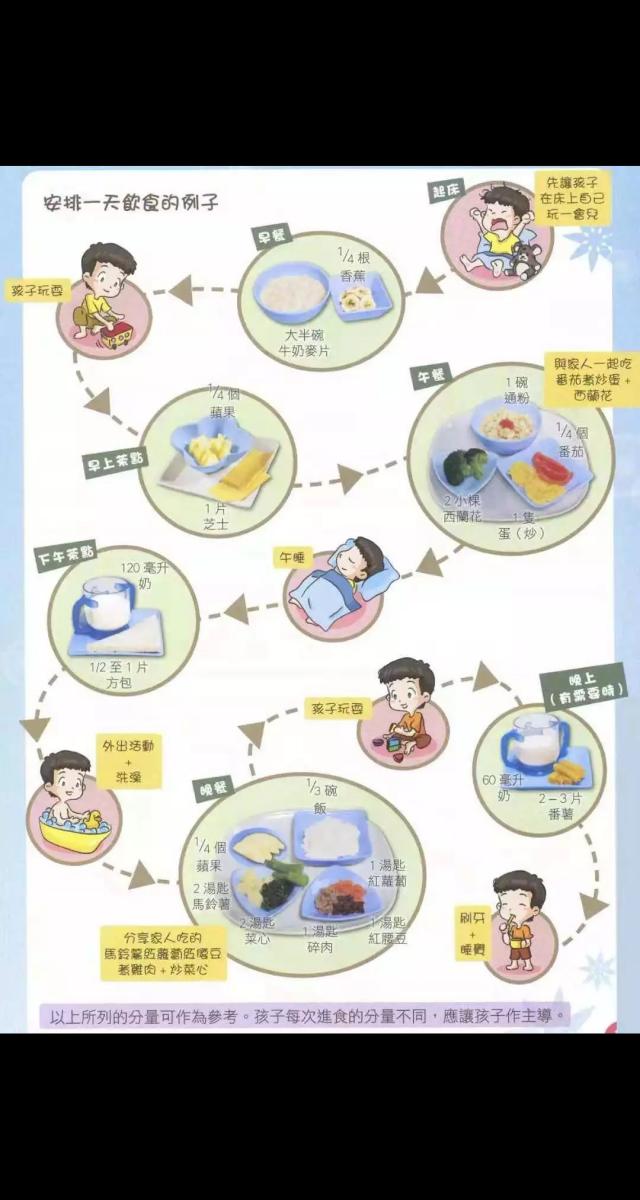 安排一天飲食的例子
起床
先讓孩子
在床上自己
玩一會兒
早餐
1/4 根
香蕉
大半碗
牛奶麥片
孩子玩耍
早上茶點
1/4 個
蘋果
1 片
芝士
午餐
與家人一起吃
番茄煮炒蛋 +
西蘭花
1 碗
通粉
1/4 個
番茄
2 小棵
西蘭花
1 隻
蛋（炒）
午睡
下午茶點
120 毫升
奶
1/2 至 1 片
方包
外出活動
+
洗澡
晚餐
1/3 碗
飯
1/4 個
蘋果
2 湯匙
馬鈴薯
2 湯匙
菜心
1 湯匙
碎肉
1 湯匙
紅腰豆
1 湯匙
紅蘿蔔
分享家人吃的
馬鈴薯紅蘿蔔紅腰豆
煮雞肉 + 炒菜心
孩子玩耍
晚上
（有需要時）
60 毫升
奶
2－3 片
番薯
刷牙
+
睡覺
以上所列的分量可作為參考。孩子每次進食的分量不同，應讓孩子作主導。